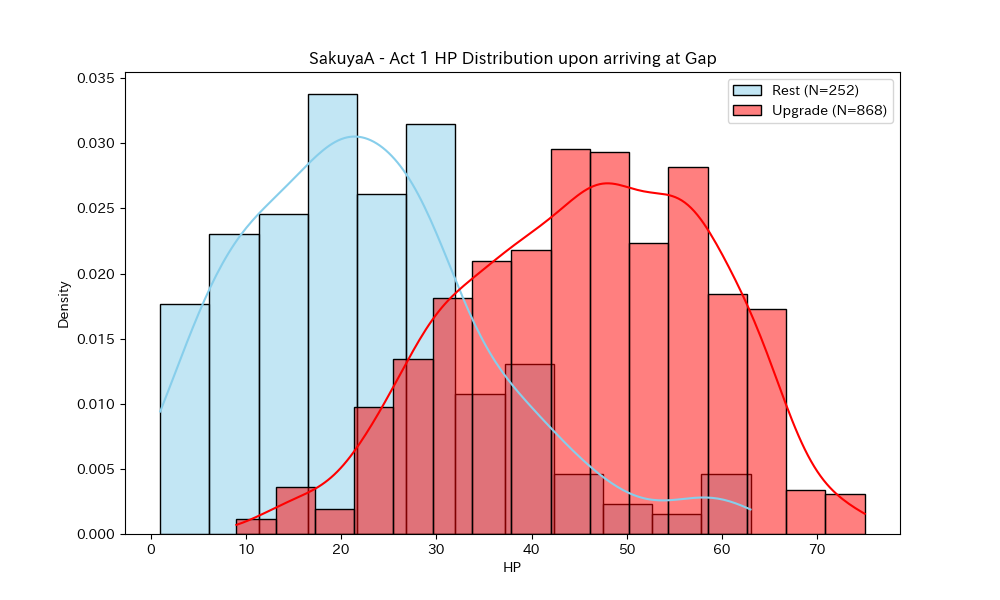 SakuyaA - Act 1 HP Distribution upon arriving at Gap
Rest (N=252)
Upgrade (N=868)
Density
0.035
0.030
0.025
0.020
0.015
0.010
0.005
0.000
0 10 20 30 40 50 60 70
HP